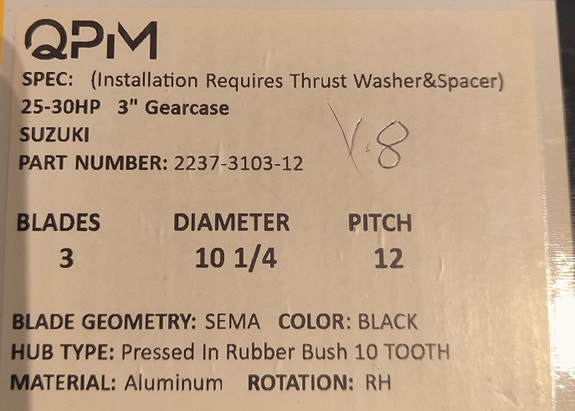 QPM
SPEC: (Installation Requires Thrust Washer&Spacer)
25-30HP 3" Gearcase
SUZUKI
PART NUMBER: 2237-3103-12
V.8
BLADES DIAMETER PITCH
3 10 1/4 12
BLADE GEOMETRY: SEMA COLOR: BLACK
HUB TYPE: Pressed In Rubber Bush 10 TOOTH
MATERIAL: Aluminum ROTATION: RH